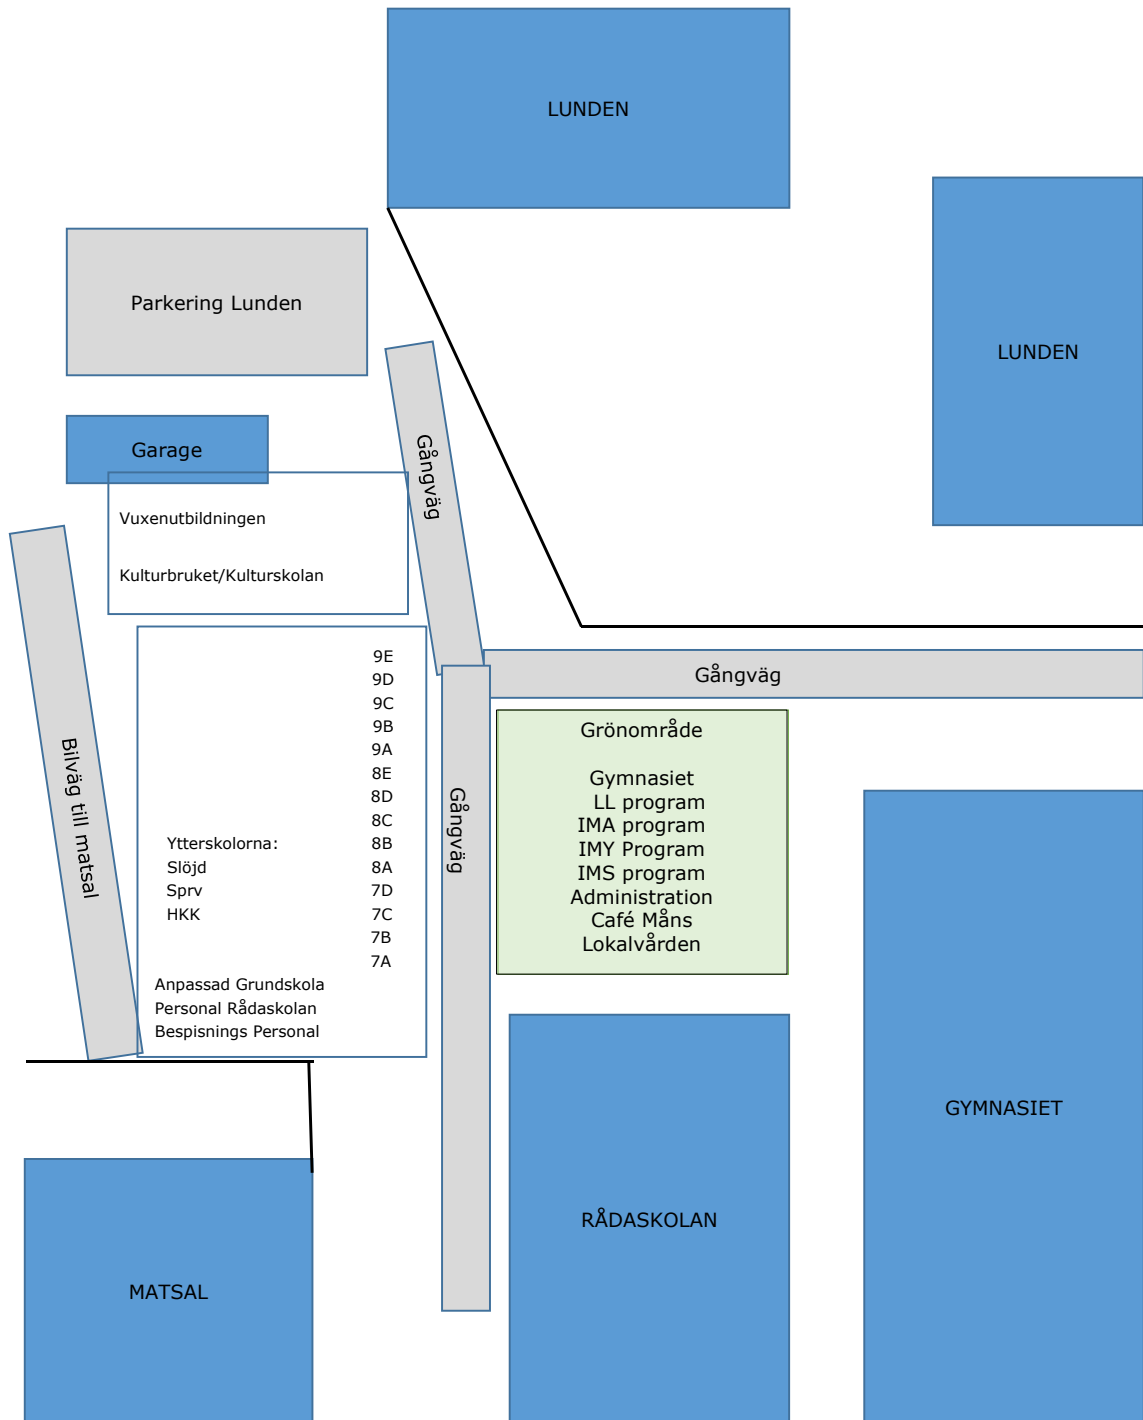 LUNDEN
LUNDEN
Parkering Lunden
Garage
Gångväg
Vuxenutbildningen
Kulturbruket/Kulturskolan
Bilväg till matsal
9E
9D
9C
9B
9A
8E
8D
8C
Ytterskolorna: 8B
Slöjd 8A
Sprv 7D
HKK 7C
7B
7A
Anpassad Grundskola
Personal Rådaskolan
Bespisnings Personal
Gångväg
Gångväg
Grönområde
Gymnasiet
LL program
IMA program
IMY Program
IMS program
Administration
Café Måns
Lokalvården
GYMNASIET
RÅDASKOLAN
MATSAL